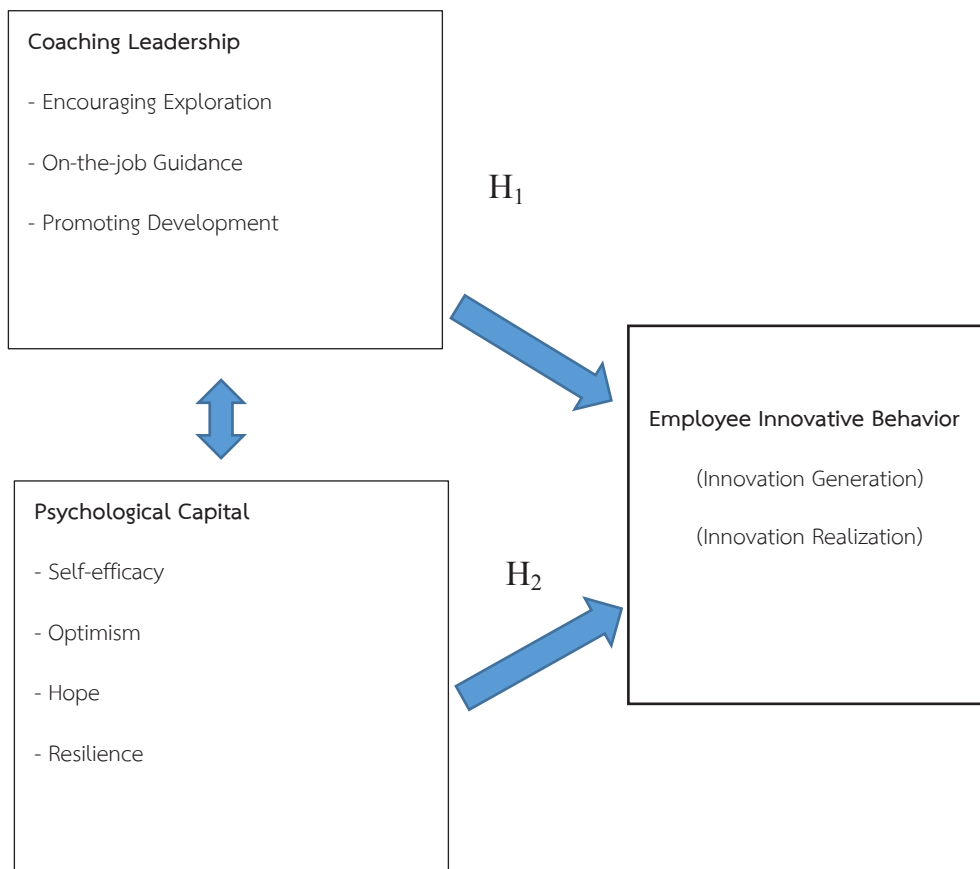 Coaching Leadership
- Encouraging Exploration
- On-the-job Guidance
- Promoting Development
H₁
Employee Innovative Behavior
(Innovation Generation)
(Innovation Realization)
Psychological Capital
- Self-efficacy
- Optimism
- Hope
- Resilience
H₂